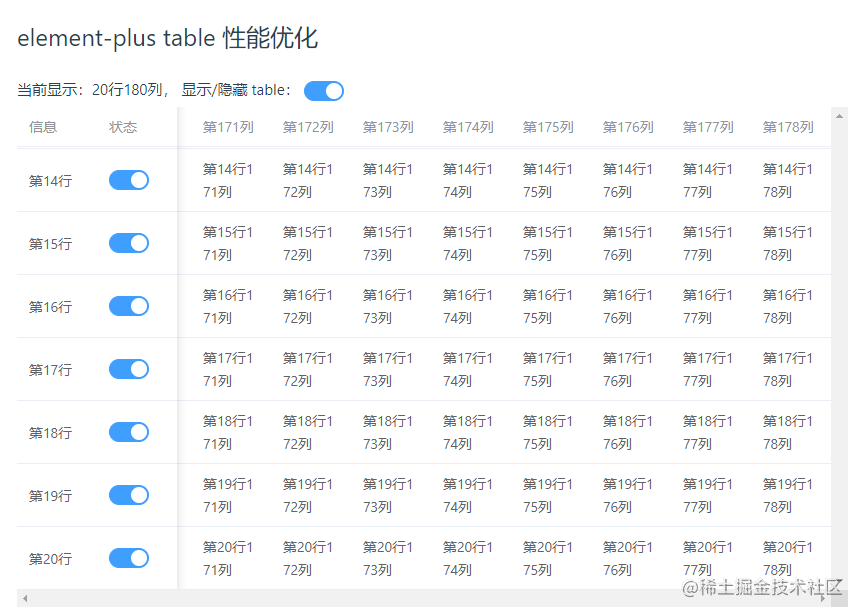 element-plus table 性能优化
当前显示：20行180列， 显示/隐藏 table：
信息 状态 第171列 第172列 第173列 第174列 第175列 第176列 第177列 第178列
第14行 第14行1 第14行1 第14行1 第14行1 第14行1 第14行1 第14行1 第14行1
71列 72列 73列 74列 75列 76列 77列 78列
第15行 第15行1 第15行1 第15行1 第15行1 第15行1 第15行1 第15行1 第15行1
71列 72列 73列 74列 75列 76列 77列 78列
第16行 第16行1 第16行1 第16行1 第16行1 第16行1 第16行1 第16行1 第16行1
71列 72列 73列 74列 75列 76列 77列 78列
第17行 第17行1 第17行1 第17行1 第17行1 第17行1 第17行1 第17行1 第17行1
71列 72列 73列 74列 75列 76列 77列 78列
第18行 第18行1 第18行1 第18行1 第18行1 第18行1 第18行1 第18行1 第18行1
71列 72列 73列 74列 75列 76列 77列 78列
第19行 第19行1 第19行1 第19行1 第19行1 第19行1 第19行1 第19行1 第19行1
71列 72列 73列 74列 75列 76列 77列 78列
第20行 第20行1 第20行1 第20行1 第20行1 第20行1 第20行1 第20行1 第20行1
71列 72列 73列 74列 75列 76列 77列 78列
@稀土掘金技术社区